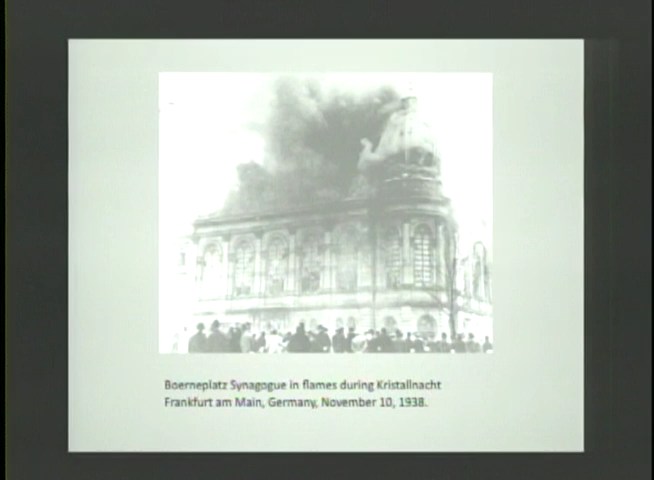 Boerneplatz Synagogue in flames during Kristallnacht
Frankfurt am Main, Germany, November 10, 1938.